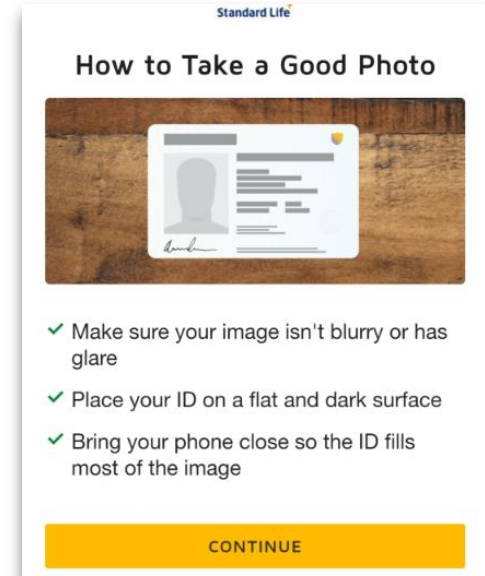 Standard Life
How to Take a Good Photo
Make sure your image isn't blurry or has
glare
Place your ID on a flat and dark surface
Bring your phone close so the ID fills
most of the image
CONTINUE